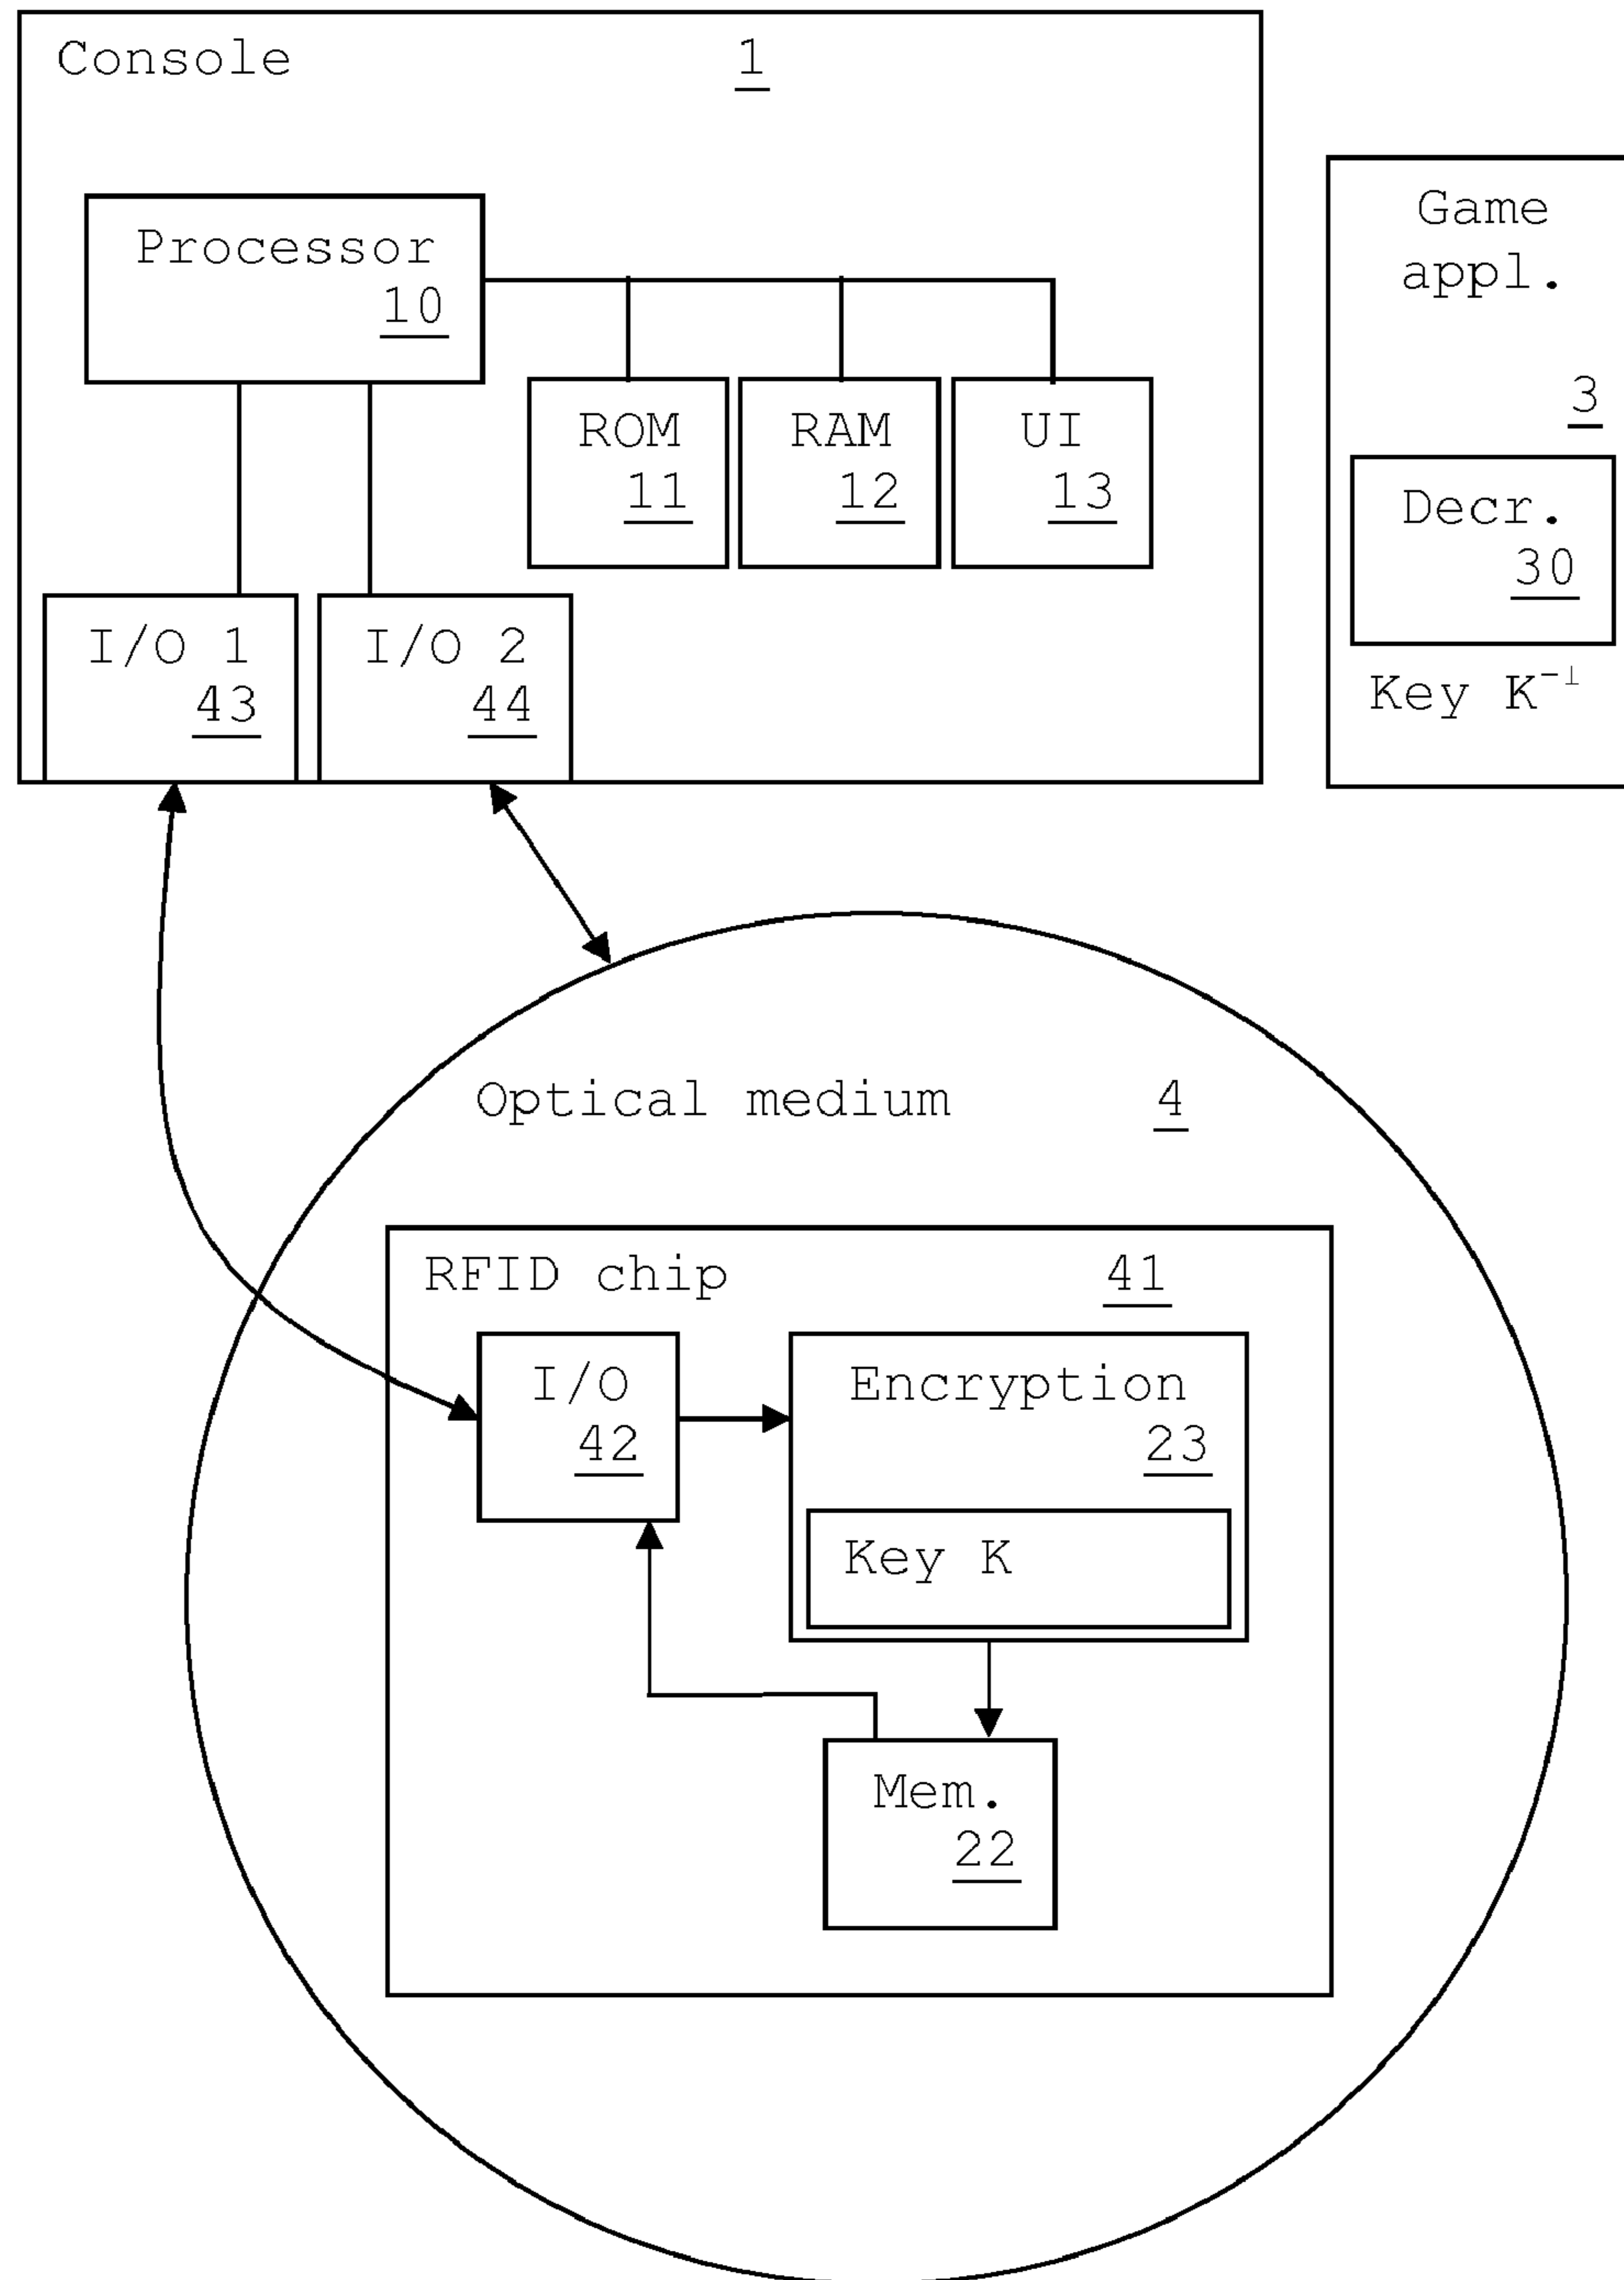 Console 1
Processor
10
ROM
11
RAM
12
UI
13
I/O 1
43
I/O 2
44
Game
appl.
3
Decr.
30
Key K⁻¹
Optical medium 4
RFID chip 41
I/O
42
Encryption
23
Key K
Mem.
22